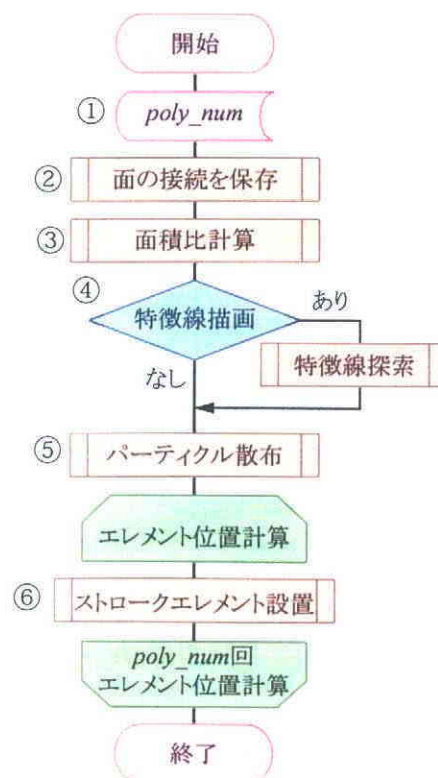 開始
① poly_num
② 面の接続を保存
③ 面積比計算
④
特徴線描画
あり
特徴線探索
なし
⑤ パーティクル散布
エレメント位置計算
⑥ ストロークエレメント設置
poly_num回
エレメント位置計算
終了